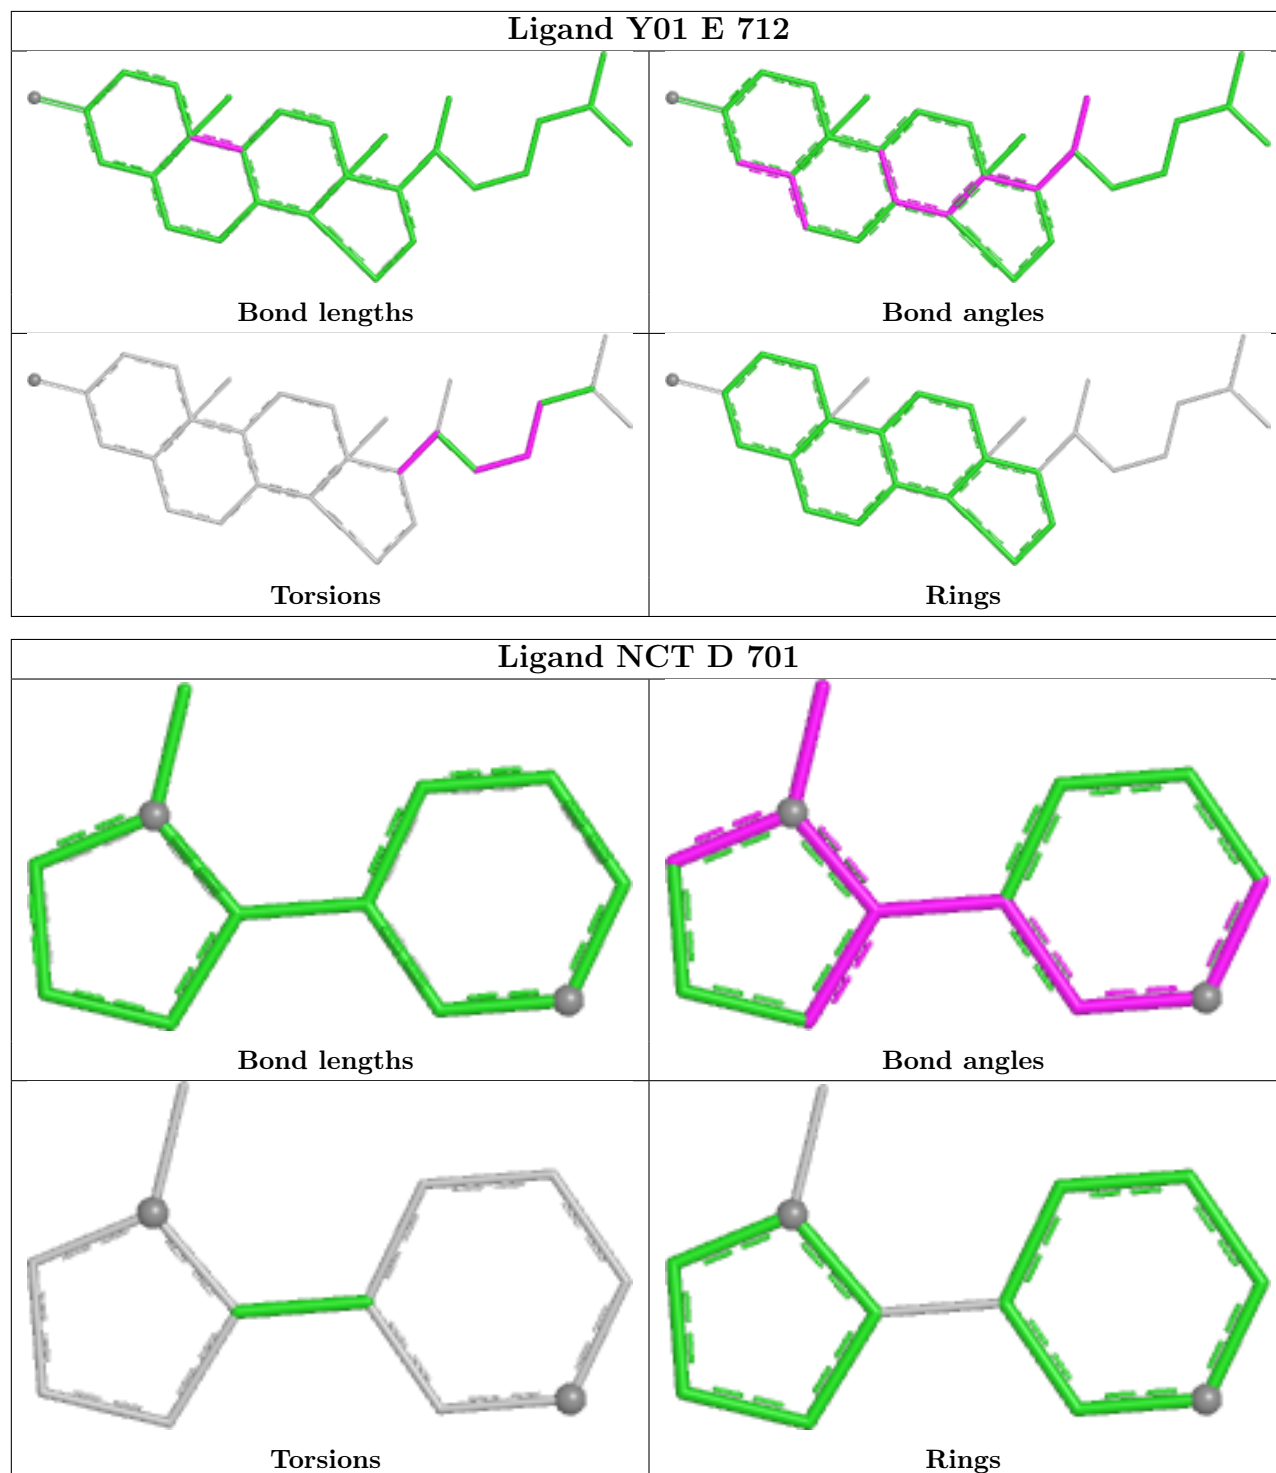 Ligand Y01 E 712
Bond lengths
Bond angles
Torsions
Rings
Ligand NCT D 701
Bond lengths
Bond angles
Torsions
Rings